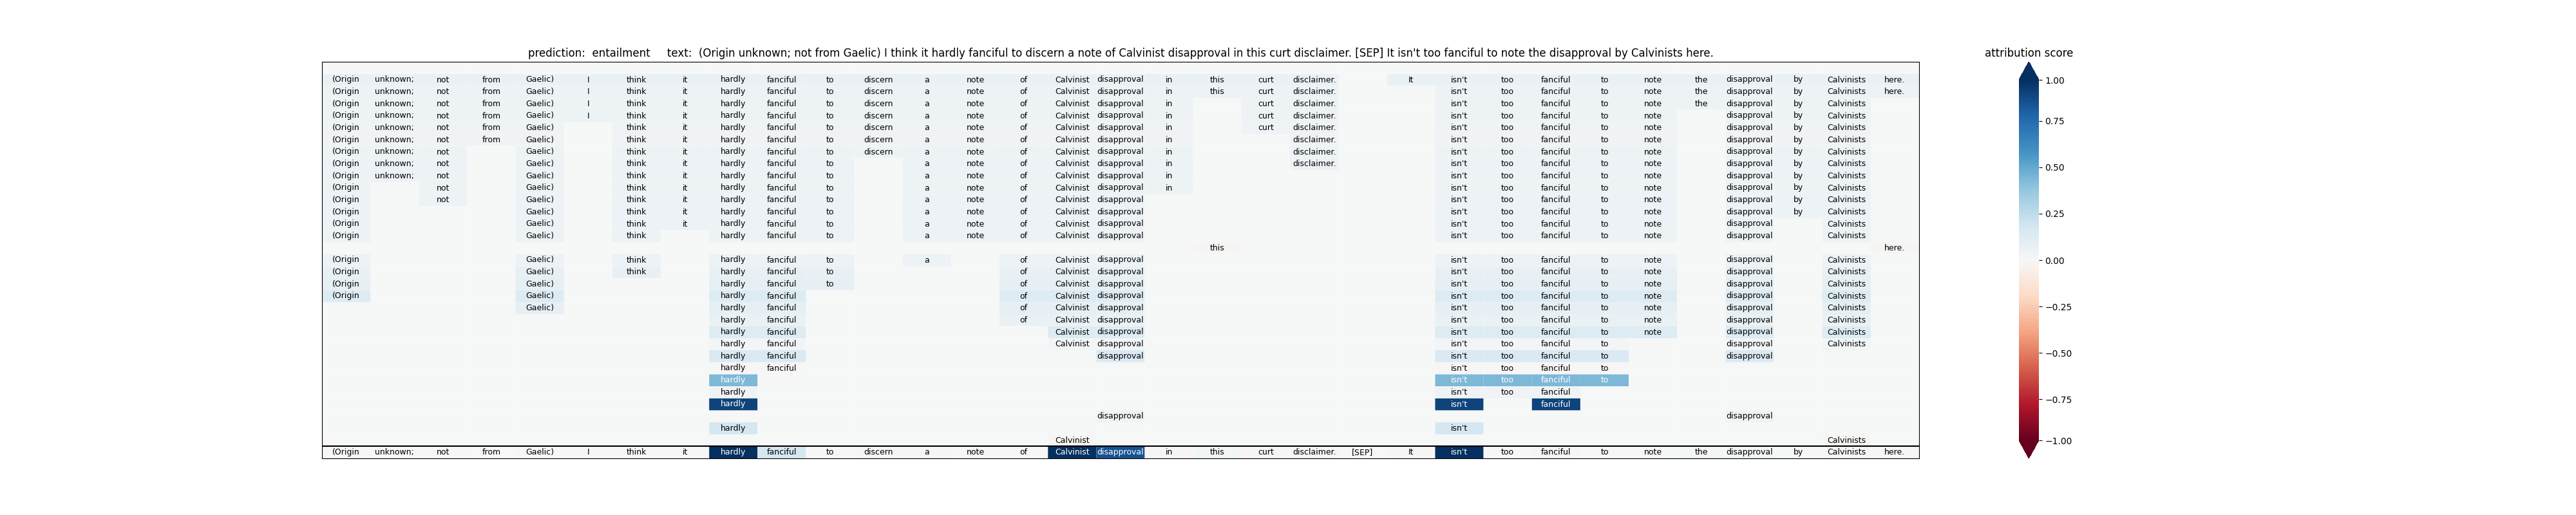 prediction: entailment text: (Origin unknown; not from Gaelic) I think it hardly fanciful to discern a note of Calvinist disapproval in this curt disclaimer. [SEP] It isn't too fanciful to note the disapproval by Calvinists here.
(Origin unknown; not from Gaelic) I think it hardly fanciful to discern a note of Calvinist disapproval in this curt disclaimer. It isn't too fanciful to note the disapproval by Calvinists here.
(Origin unknown; not from Gaelic) I think it hardly fanciful to discern a note of Calvinist disapproval in this curt disclaimer. isn't too fanciful to note the disapproval by Calvinists here.
(Origin unknown; not from Gaelic) I think it hardly fanciful to discern a note of Calvinist disapproval in curt disclaimer. isn't too fanciful to note the disapproval by Calvinists
(Origin unknown; not from Gaelic) I think it hardly fanciful to discern a note of Calvinist disapproval in curt disclaimer. isn't too fanciful to note disapproval by Calvinists
(Origin unknown; not from Gaelic) think it hardly fanciful to discern a note of Calvinist disapproval in curt disclaimer. isn't too fanciful to note disapproval by Calvinists
(Origin unknown; not from Gaelic) think it hardly fanciful to discern a note of Calvinist disapproval in disclaimer. isn't too fanciful to note disapproval by Calvinists
(Origin unknown; not Gaelic) think it hardly fanciful to discern a note of Calvinist disapproval in disclaimer. isn't too fanciful to note disapproval by Calvinists
(Origin unknown; not Gaelic) think it hardly fanciful to a note of Calvinist disapproval in disclaimer. isn't too fanciful to note disapproval by Calvinists
(Origin unknown; not Gaelic) think it hardly fanciful to a note of Calvinist disapproval in isn't too fanciful to note disapproval by Calvinists
(Origin not Gaelic) think it hardly fanciful to a note of Calvinist disapproval in isn't too fanciful to note disapproval by Calvinists
(Origin not Gaelic) think it hardly fanciful to a note of Calvinist disapproval isn't too fanciful to note disapproval by Calvinists
(Origin Gaelic) think it hardly fanciful to a note of Calvinist disapproval isn't too fanciful to note disapproval by Calvinists
(Origin Gaelic) think it hardly fanciful to a note of Calvinist disapproval isn't too fanciful to note disapproval Calvinists
(Origin Gaelic) think hardly fanciful to a note of Calvinist disapproval isn't too fanciful to note disapproval Calvinists
this here.
(Origin Gaelic) think hardly fanciful to a of Calvinist disapproval isn't too fanciful to note disapproval Calvinists
(Origin Gaelic) think hardly fanciful to of Calvinist disapproval isn't too fanciful to note disapproval Calvinists
(Origin Gaelic) hardly fanciful to of Calvinist disapproval isn't too fanciful to note disapproval Calvinists
(Origin Gaelic) hardly fanciful of Calvinist disapproval isn't too fanciful to note disapproval Calvinists
Gaelic) hardly fanciful of Calvinist disapproval isn't too fanciful to note disapproval Calvinists
hardly fanciful of Calvinist disapproval isn't too fanciful to note disapproval Calvinists
hardly fanciful Calvinist disapproval isn't too fanciful to note disapproval Calvinists
hardly fanciful Calvinist disapproval isn't too fanciful to disapproval Calvinists
hardly fanciful disapproval isn't too fanciful to disapproval
hardly fanciful isn't too fanciful to
hardly isn't too fanciful to
hardly isn't too fanciful
hardly isn't fanciful
disapproval disapproval
hardly isn't
Calvinist Calvinists
(Origin unknown; not from Gaelic) I think it hardly fanciful to discern a note of Calvinist disapproval in this curt disclaimer. [SEP] It isn't too fanciful to note the disapproval by Calvinists here.
attribution score
1.00
0.75
0.50
0.25
0.00
−0.25
−0.50
−0.75
−1.00